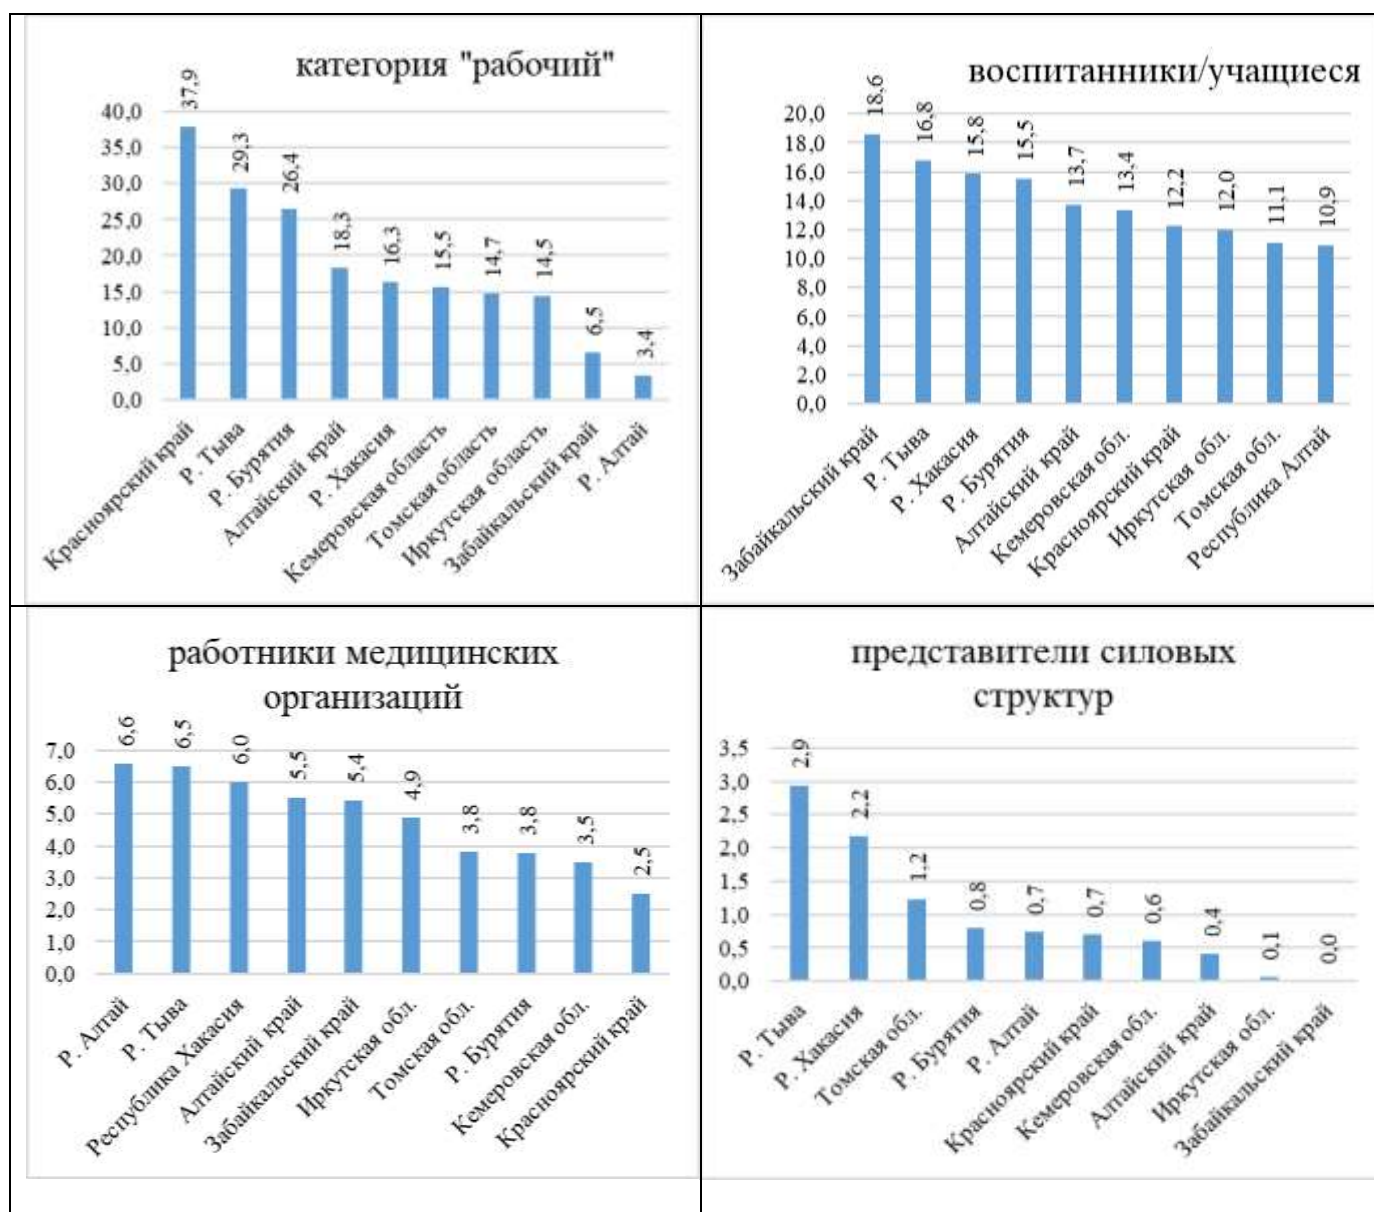 категория "рабочий"
40,0
35,0
30,0
25,0
20,0
15,0
10,0
5,0
0,0
37,9
29,3
26,4
18,3
16,3
15,5
14,7
14,5
6,5
3,4
Красноярский край
Р. Тыва
Р. Бурятия
Алтайский край
Р. Хакасия
Кемеровская область
Томская область
Иркутская область
Забайкальский край
Р. Алтай
воспитанники/учащиеся
20,0
18,0
16,0
14,0
12,0
10,0
8,0
6,0
4,0
2,0
0,0
18,6
16,8
15,8
15,5
13,7
13,4
12,2
12,0
11,1
10,9
Забайкальский край
Р. Тыва
Р. Хакасия
Р. Бурятия
Алтайский край
Кемеровская обл.
Красноярский край
Иркутская обл.
Томская обл.
Республика Алтай
работники медицинских
организаций
7,0
6,0
5,0
4,0
3,0
2,0
1,0
0,0
6,6
6,5
6,0
5,5
5,4
4,9
3,8
3,8
3,5
2,5
Р. Алтай
Р. Тыва
Республика Хакасия
Алтайский край
Забайкальский край
Иркутская обл.
Томская обл.
Р. Бурятия
Кемеровская обл.
Красноярский край
представители силовых
структур
3,5
3,0
2,5
2,0
1,5
1,0
0,5
0,0
2,9
2,2
1,2
0,8
0,7
0,7
0,6
0,4
0,1
0,0
Р. Тыва
Р. Хакасия
Томская обл.
Р. Бурятия
Р. Алтай
Красноярский край
Кемеровская обл.
Алтайский край
Иркутская обл.
Забайкальский край